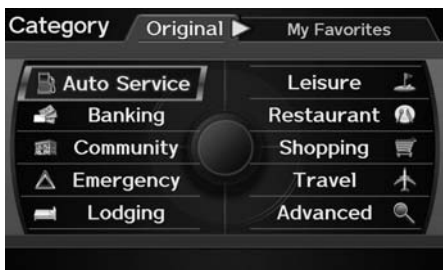 Category Original My Favorites
Auto Service Leisure
Banking Restaurant
Community Shopping
Emergency Travel
Lodging Advanced